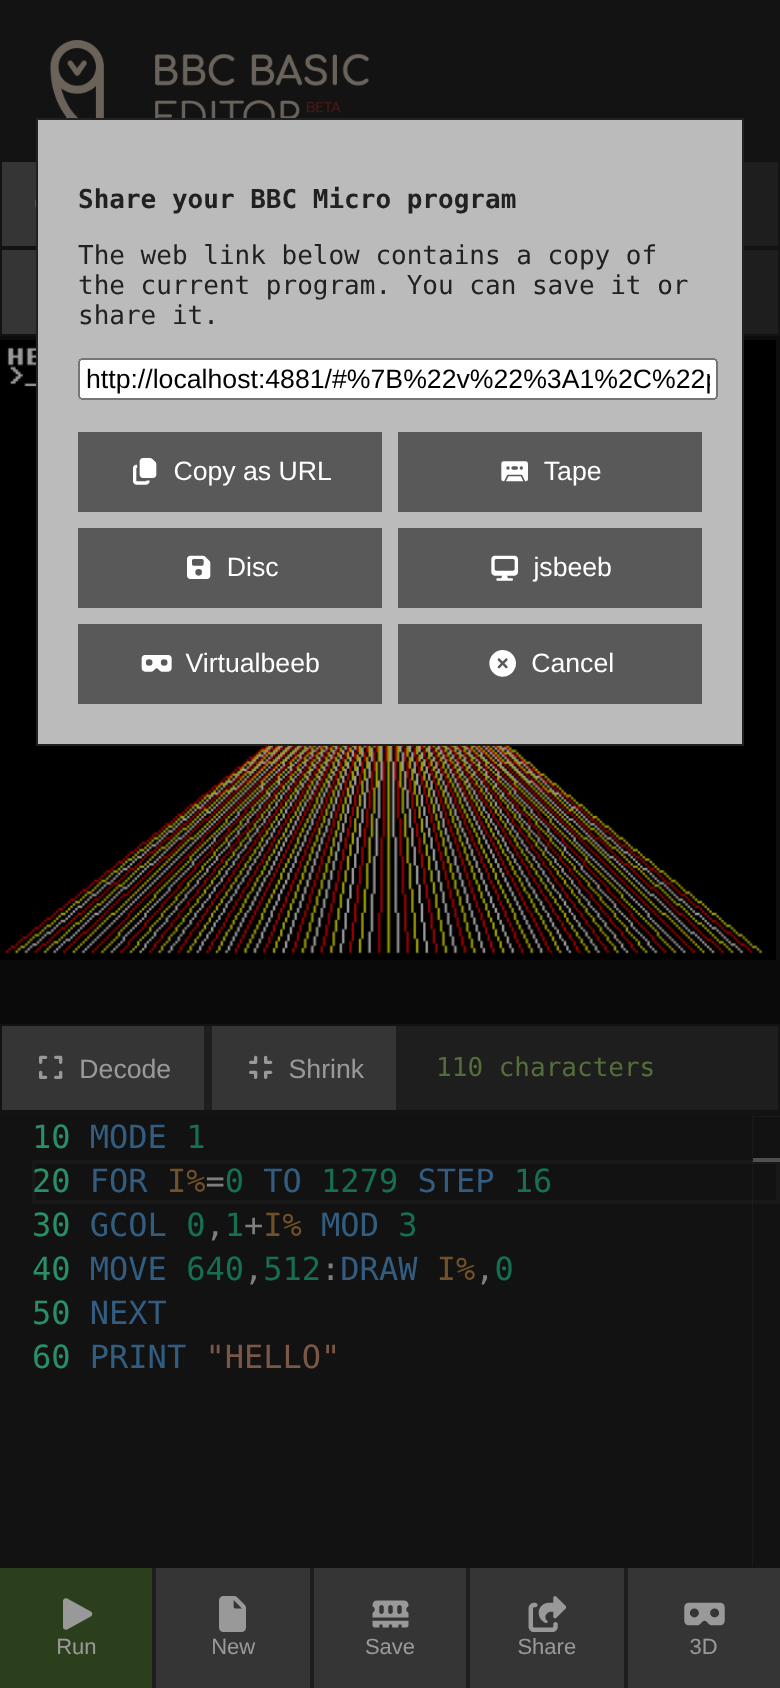 BBC BASIC
EDITOR BETA
Share your BBC Micro program
The web link below contains a copy of
the current program. You can save it or
share it.
HE
>_
http://localhost:4881/#%7B%22v%22%3A1%2C%22
Copy as URL
Tape
Disc
jsbeeb
Virtualbeeb
Cancel
Decode
Shrink
110 characters
10 MODE 1
20 FOR I%=0 TO 1279 STEP 16
30 GCOL 0,1+I% MOD 3
40 MOVE 640,512:DRAW I%,0
50 NEXT
60 PRINT "HELLO"
Run
New
Save
Share
3D